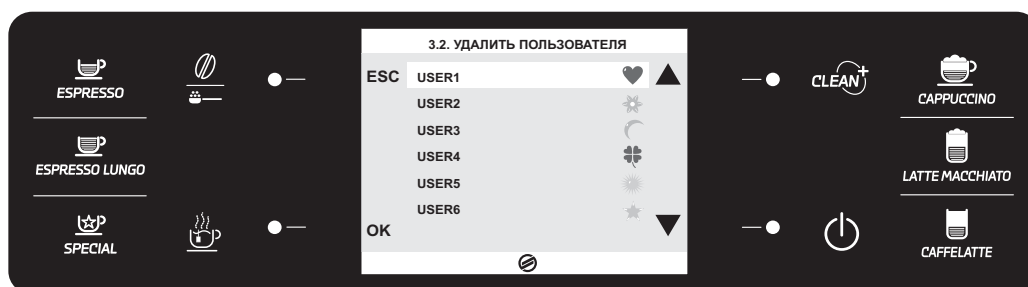 ESPRESSO
ESPRESSO LUNGO
SPECIAL
3.2. УДАЛИТЬ ПОЛЬЗОВАТЕЛЯ
ESC
USER1
USER2
USER3
USER4
USER5
USER6
OK
CLEAN+
CAPPUCCINO
LATTE MACCHIATO
CAFFELATTE